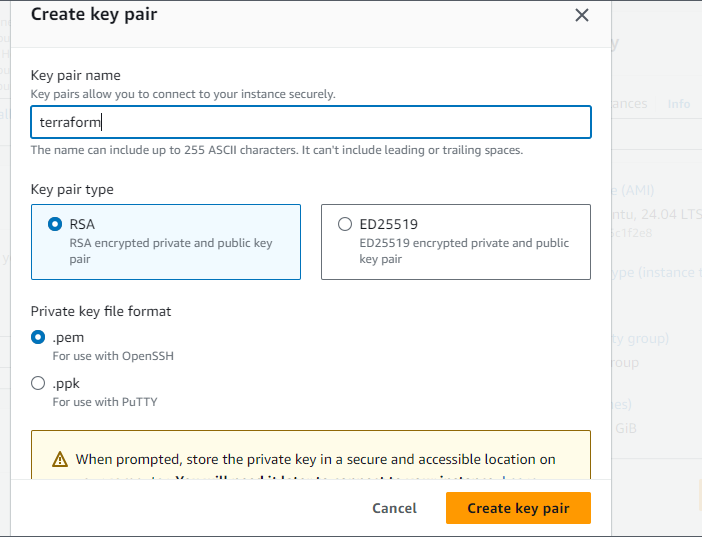 Create key pair
Key pair name
Key pairs allow you to connect to your instance securely.
terraform
The name can include up to 255 ASCII characters. It can't include leading or trailing spaces.
Key pair type
RSA
RSA encrypted private and public key
pair
ED25519
ED25519 encrypted private and public
key pair
Private key file format
.pem
For use with OpenSSH
.ppk
For use with PuTTY
When prompted, store the private key in a secure and accessible location on
Cancel
Create key pair
ances Info
(AMI)
ntu, 24.04 LTS
5c1f2e8
ype (instance t
ty group)
roup
es)
GiB